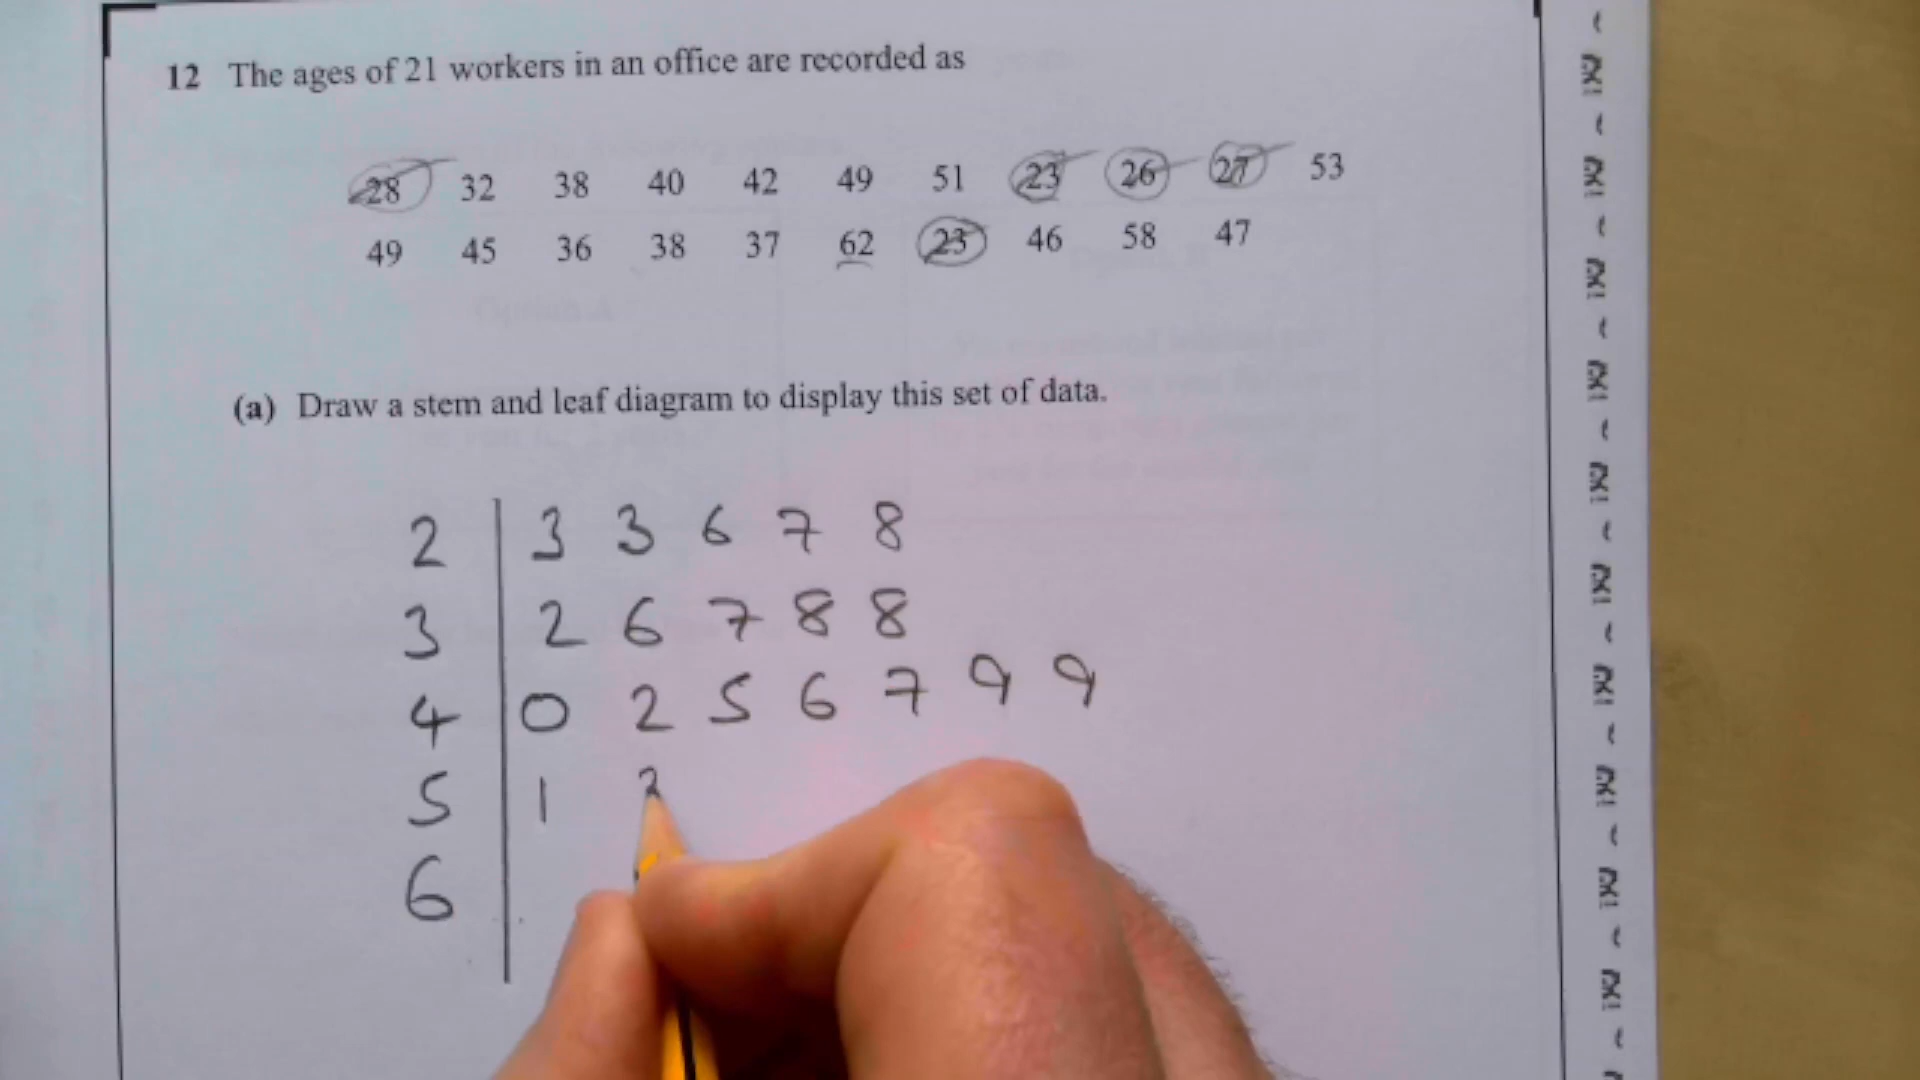 12 The ages of 21 workers in an office are recorded as
28 32 38 40 42 49 51 23 26 27 53
49 45 36 38 37 62 23 46 58 47
(a) Draw a stem and leaf diagram to display this set of data.
2 3 3 6 7 8
3 2 6 7 8 8
4 0 2 5 6 7 9 9
5 1 3
6